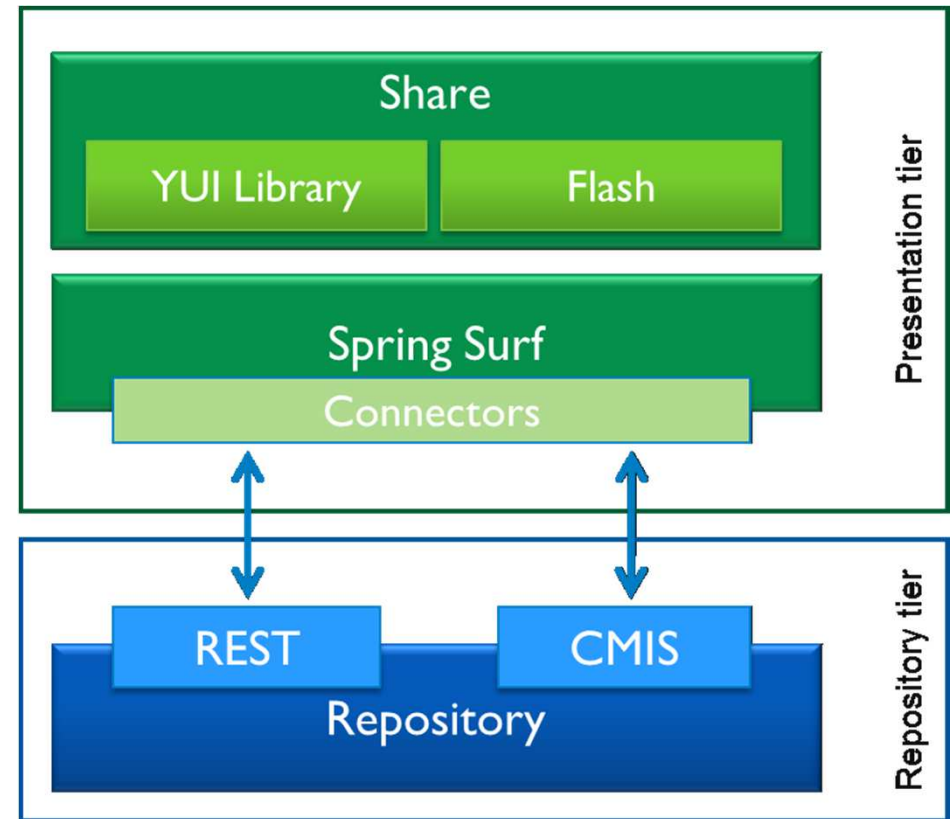 Share
YUI Library
Flash
Spring Surf
Connectors
Presentation tier
REST
CMIS
Repository
Repository tier